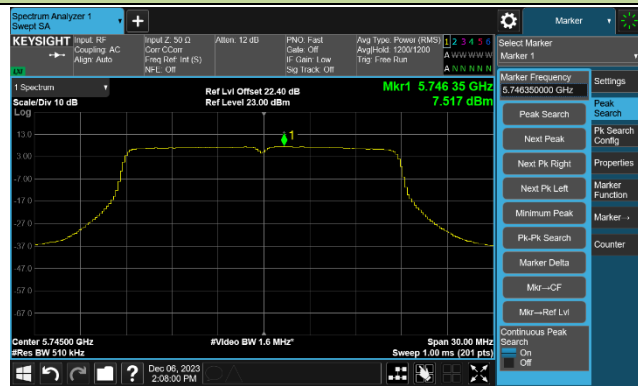 Spectrum Analyzer 1
Swept SA
Marker
KEYSIGHT
Input: RF
Coupling: AC
Align: Auto
Input Z: 50 Ω
Corr CCorr
Freq Ref: Int (S)
NFE: Off
Atten: 12 dB
PNO: Fast
Gate: Off
IF Gain: Low
Sig Track: Off
Avg Type: Power (RMS)
Avg|Hold: 1200/1200
Trig: Free Run
1 2 3 4 5 6
A W W W W W
A N N N N N
LXI
Select Marker
Marker 1
1 Spectrum
Scale/Div 10 dB
Log
Ref Lvl Offset 22.40 dB
Ref Level 23.00 dBm
Mkr1 5.746 35 GHz
7.517 dBm
13.0
3.00
-7.00
-17.0
-27.0
-37.0
-47.0
-57.0
-67.0
1
Center 5.74500 GHz
#Res BW 510 kHz
#Video BW 1.6 MHz*
Span 30.00 MHz
Sweep 1.00 ms (201 pts)
Marker Frequency
5.746350000 GHz
Peak Search
Next Peak
Next Pk Right
Next Pk Left
Minimum Peak
Pk-Pk Search
Marker Delta
Mkr→CF
Mkr→Ref Lvl
Continuous Peak
Search
On
Off
Settings
Peak
Search
Pk Search
Config
Properties
Marker
Function
Marker→
Counter
?
Dec 06, 2023
2:08:00 PM